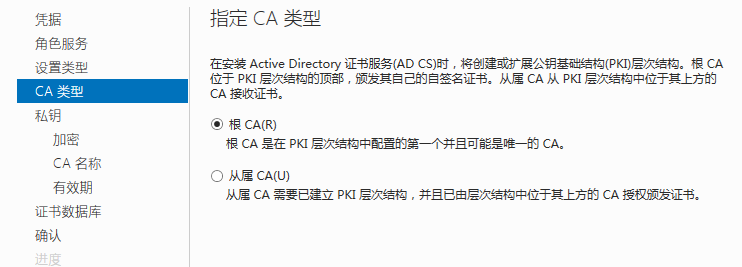 凭据
角色服务
设置类型
CA 类型
私钥
加密
CA 名称
有效期
证书数据库
确认
进度
指定 CA 类型
在安装 Active Directory 证书服务(AD CS)时，将创建或扩展公钥基础结构(PKI)层次结构。根 CA
位于 PKI 层次结构的顶部，颁发其自己的自签名证书。从属 CA 从 PKI 层次结构中位于其上方的
CA 接收证书。
根 CA(R)
根 CA 是在 PKI 层次结构中配置的第一个并且可能是唯一的 CA。
从属 CA(U)
从属 CA 需要已建立 PKI 层次结构，并且已由层次结构中位于其上方的 CA 授权颁发证书。